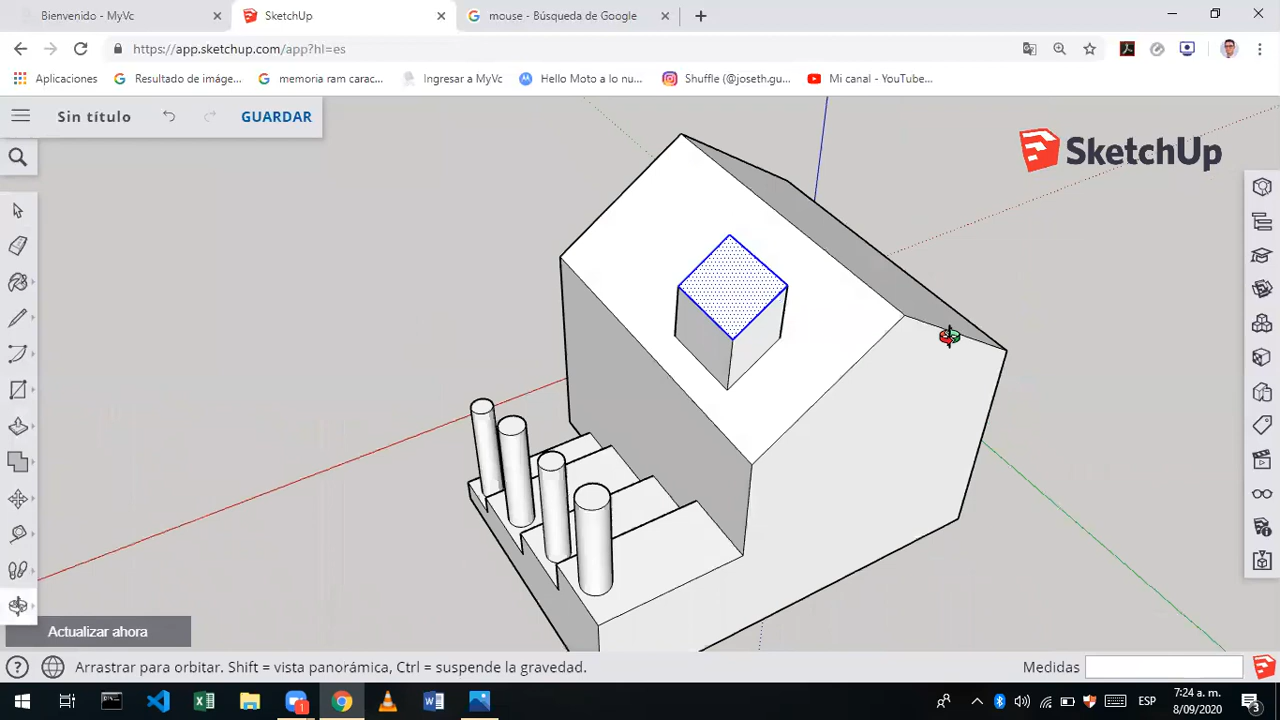 Bienvenido - MyVc
SketchUp
mouse - Búsqueda de Google
https://app.sketchup.com/app?hl=es
Aplicaciones
Resultado de imáge...
memoria ram carac...
Ingresar a MyVc
Hello Moto a lo nu...
Shuffle (@joseth.gu...
Mi canal - YouTube...
Sin título
GUARDAR
SketchUp
Actualizar ahora
Arrastrar para orbitar. Shift = vista panorámica, Ctrl = suspende la gravedad.
Medidas
1
ESP
7:24 a. m.
8/09/2020
3